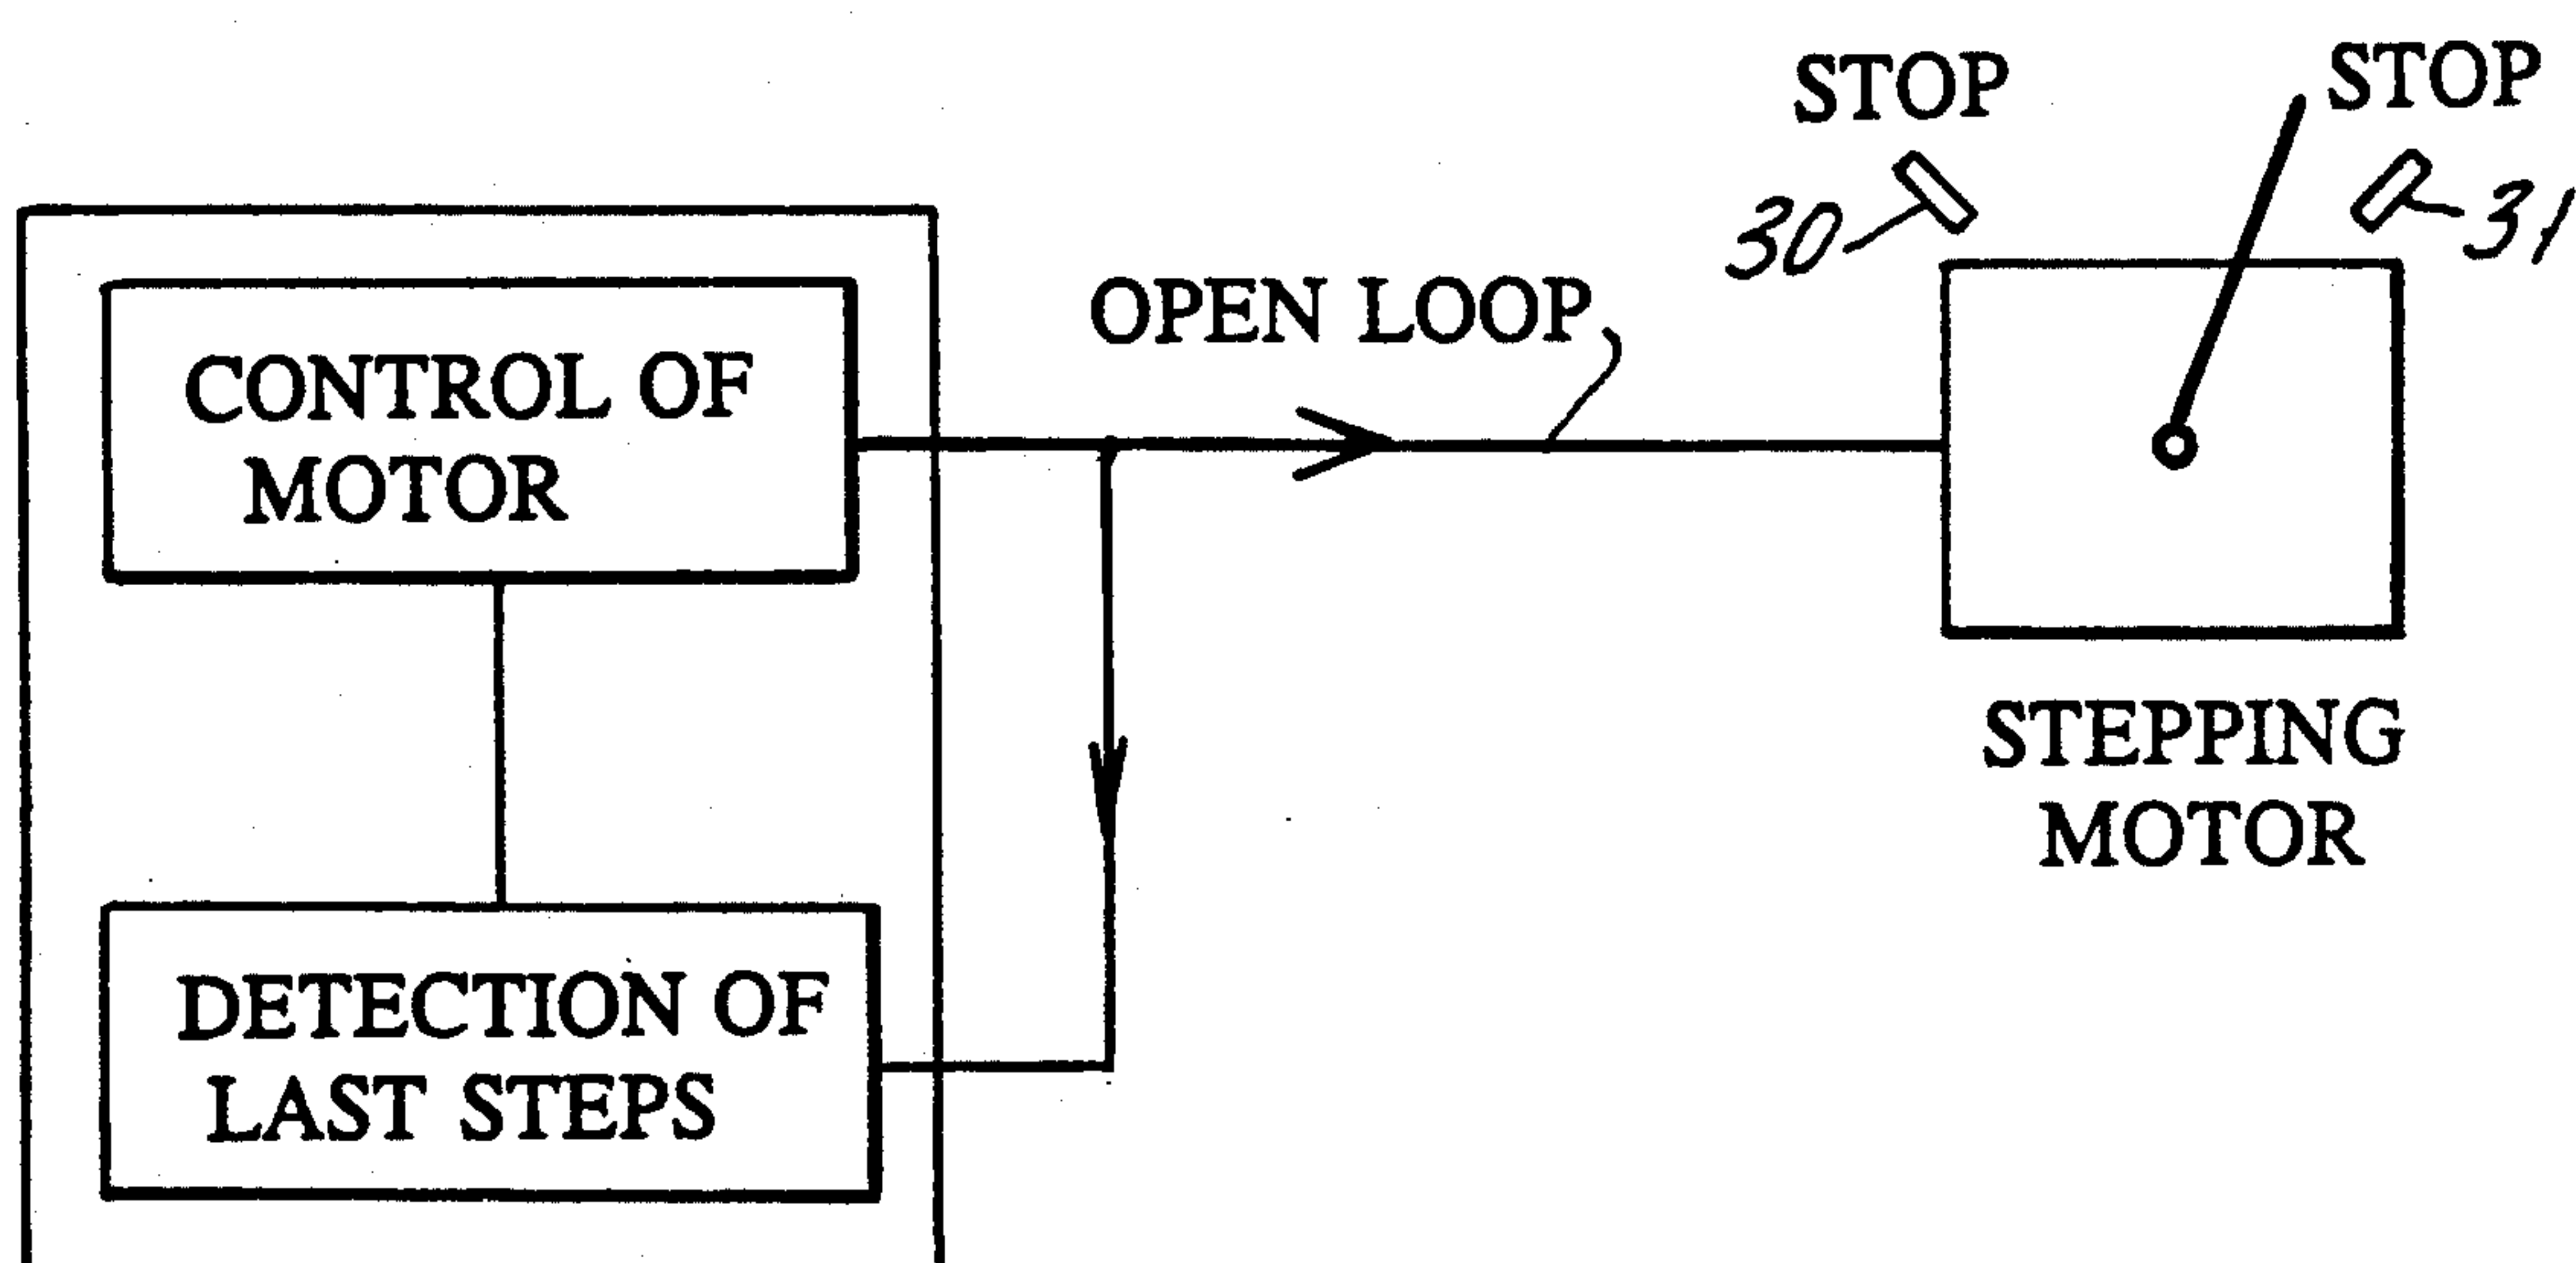 STOP
STOP
30
31
OPEN LOOP
CONTROL OF
MOTOR
STEPPING
MOTOR
DETECTION OF
LAST STEPS